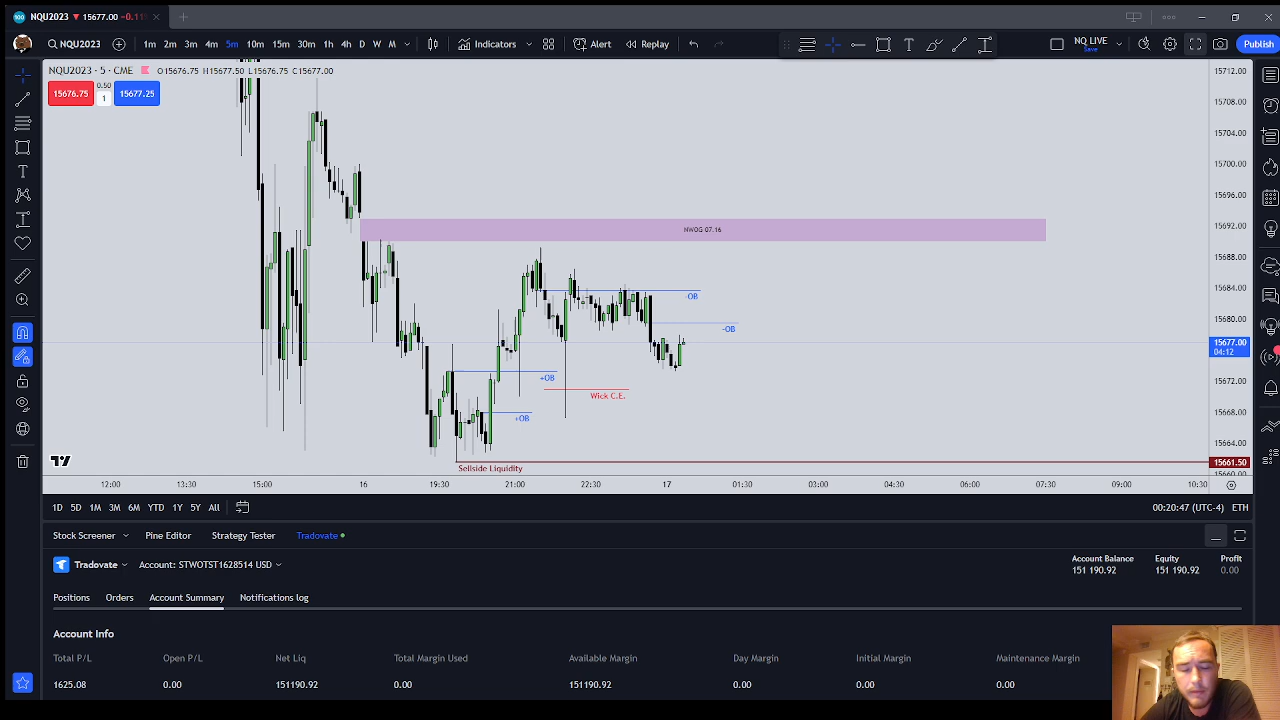 NQU2023 15677.00 -0.11
NQU2023 1m 2m 3m 4m 5m 10m 15m 30m 1h 4h D W M Indicators Alert Replay NQ LIVE Save Publish
NQU2023 · 5 · CME O15676.75 H15677.50 L15676.75 C15677.00
15676.75 0.50 1 15677.25
15712.00
15708.00
15704.00
15700.00
15696.00
15692.00
15688.00
15684.00
15680.00
15677.00
04:12
15672.00
15668.00
15664.00
15661.50
15660.00
NWOG 07.16
-OB
-OB
+OB
Wick C.E.
+OB
Sellside Liquidity
12:00 13:30 15:00 16 19:30 21:00 22:30 17 01:30 03:00 04:30 06:00 07:30 09:00 10:30
1D 5D 1M 3M 6M YTD 1Y 5Y All 00:20:47 (UTC-4) ETH
Stock Screener Pine Editor Strategy Tester Tradovate
Tradovate Account: STWOTST1628514 USD
Account Balance Equity Profit
151 190.92 151 190.92 0.00
Positions Orders Account Summary Notifications log
Account Info
Total P/L Open P/L Net Liq Total Margin Used Available Margin Day Margin Initial Margin Maintenance Margin
1625.08 0.00 151190.92 0.00 151190.92 0.00 0.00 0.00